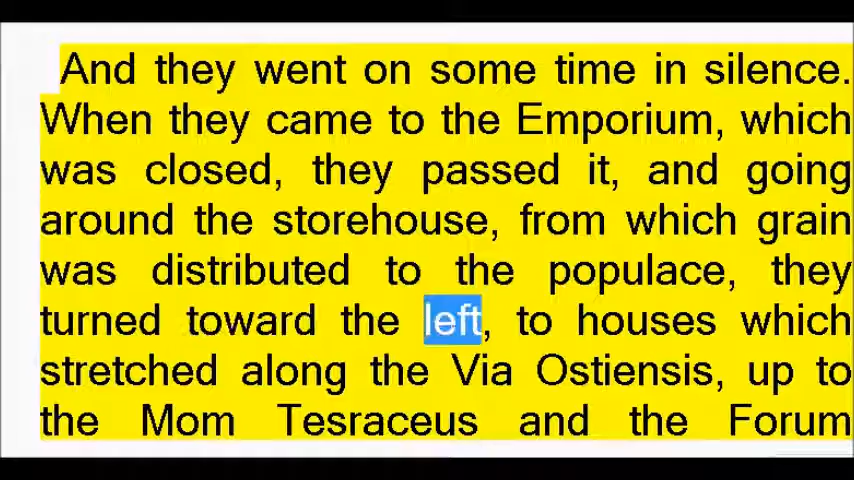 And they went on some time in silence.
When they came to the Emporium, which
was closed, they passed it, and going
around the storehouse, from which grain
was distributed to the populace, they
turned toward the left, to houses which
stretched along the Via Ostiensis, up to
the Mom Tesraceus and the Forum